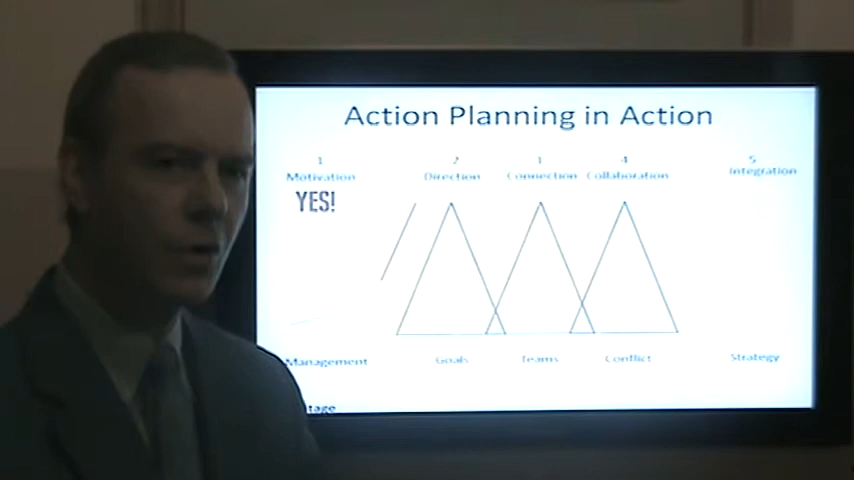 Action Planning in Action
1 2 3 4 5
Motivation Direction Connection Collaboration Integration
YES!
Management Goals Teams Conflict Strategy
tage